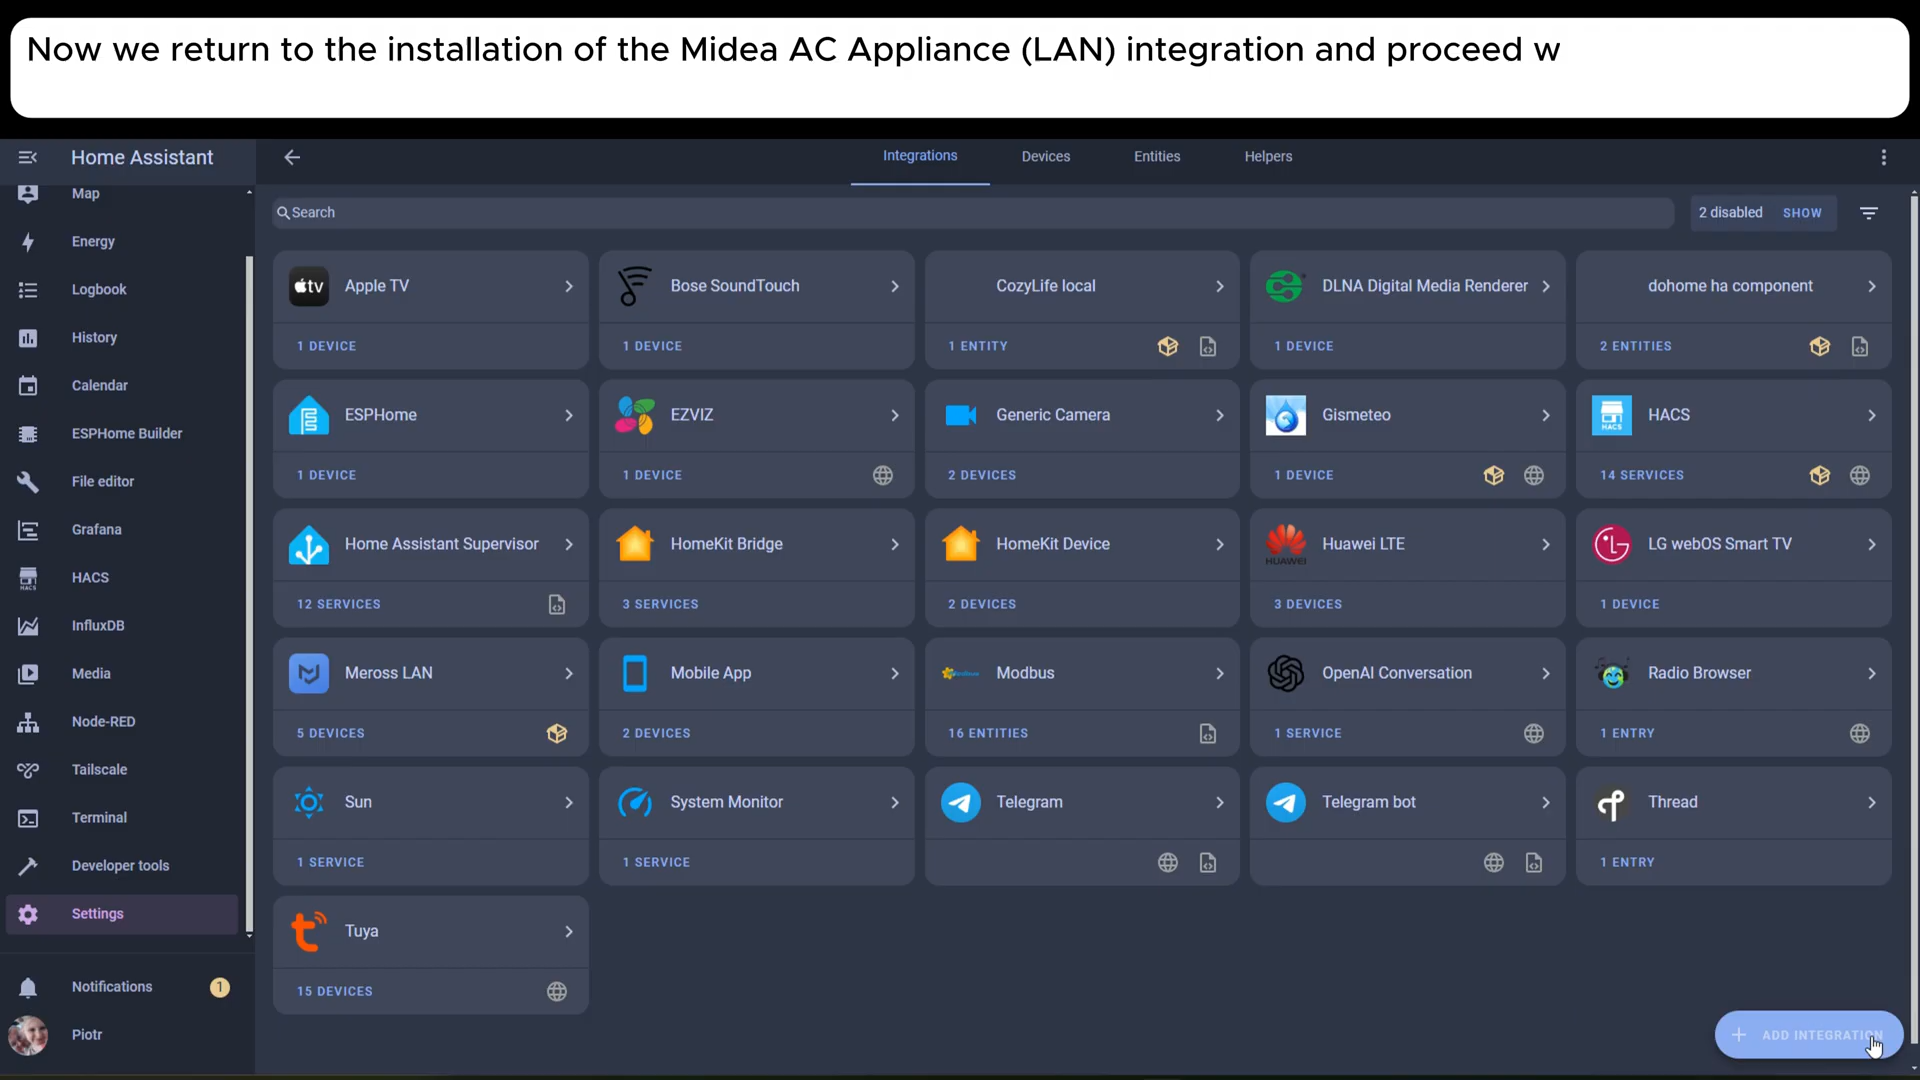 Now we return to the installation of the Midea AC Appliance (LAN) integration and proceed w
Home Assistant
Integrations
Devices
Entities
Helpers
Map
Energy
Logbook
History
Calendar
ESPHome Builder
File editor
Grafana
HACS
HACS
InfluxDB
Media
Node-RED
Tailscale
Terminal
Developer tools
Settings
Notifications
1
Piotr
Search
2 disabled SHOW
tv
Apple TV
1 DEVICE
Bose SoundTouch
1 DEVICE
CozyLife local
1 ENTITY
DLNA Digital Media Renderer
1 DEVICE
dohome ha component
2 ENTITIES
ESPHome
1 DEVICE
EZVIZ
1 DEVICE
Generic Camera
2 DEVICES
Gismeteo
1 DEVICE
HACS
HACS
14 SERVICES
Home Assistant Supervisor
12 SERVICES
HomeKit Bridge
3 SERVICES
HomeKit Device
2 DEVICES
HUAWEI
Huawei LTE
3 DEVICES
LG webOS Smart TV
1 DEVICE
Meross LAN
5 DEVICES
Mobile App
2 DEVICES
Modbus
16 ENTITIES
OpenAI Conversation
1 SERVICE
Radio Browser
1 ENTRY
Sun
1 SERVICE
System Monitor
1 SERVICE
Telegram
Telegram bot
Thread
1 ENTRY
Tuya
15 DEVICES
ADD INTEGRATION